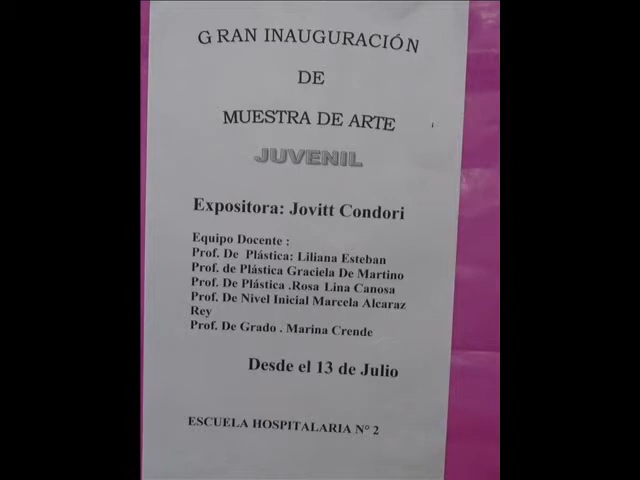 GRAN INAUGURACIÓN
DE
MUESTRA DE ARTE
JUVENIL
Expositora: Jovitt Condori
Equipo Docente :
Prof. De Plástica: Liliana Esteban
Prof. de Plástica Graciela De Martino
Prof. De Plástica .Rosa Lina Canosa
Prof. De Nivel Inicial Marcela Alcaraz
Rey
Prof. De Grado . Marina Crende
Desde el 13 de Julio
ESCUELA HOSPITALARIA N° 2